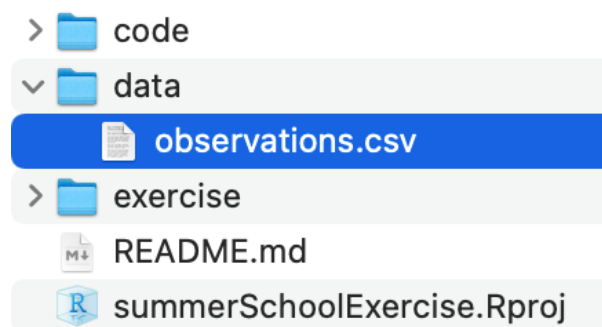 code
data
observations.csv
exercise
M↓ README.md
R summerSchoolExercise.Rproj